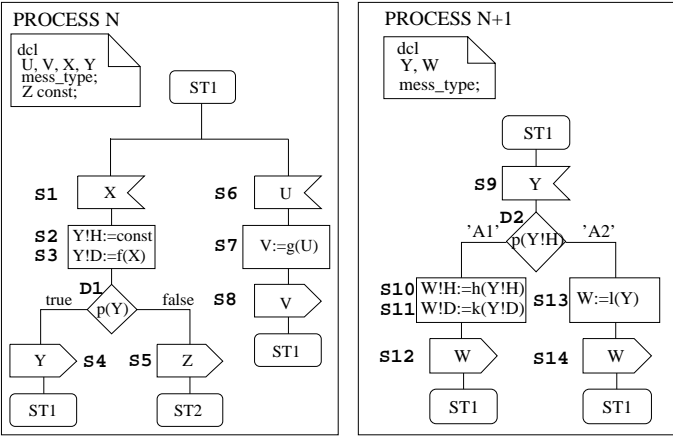 PROCESS N
dcl
U, V, X, Y
mess_type;
Z const;
ST1
S1
X
S6
U
S2
Y!H:=const
S3
Y!D:=f(X)
S7
V:=g(U)
D1
true
p(Y)
false
S8
V
Y
S4
S5
Z
ST1
ST1
ST2
PROCESS N+1
dcl
Y, W
mess_type;
ST1
S9
Y
D2
'A1'
p(Y!H)
'A2'
S10
W!H:=h(Y!H)
S11
W!D:=k(Y!D)
S13
W:=l(Y)
S12
W
S14
W
ST1
ST1